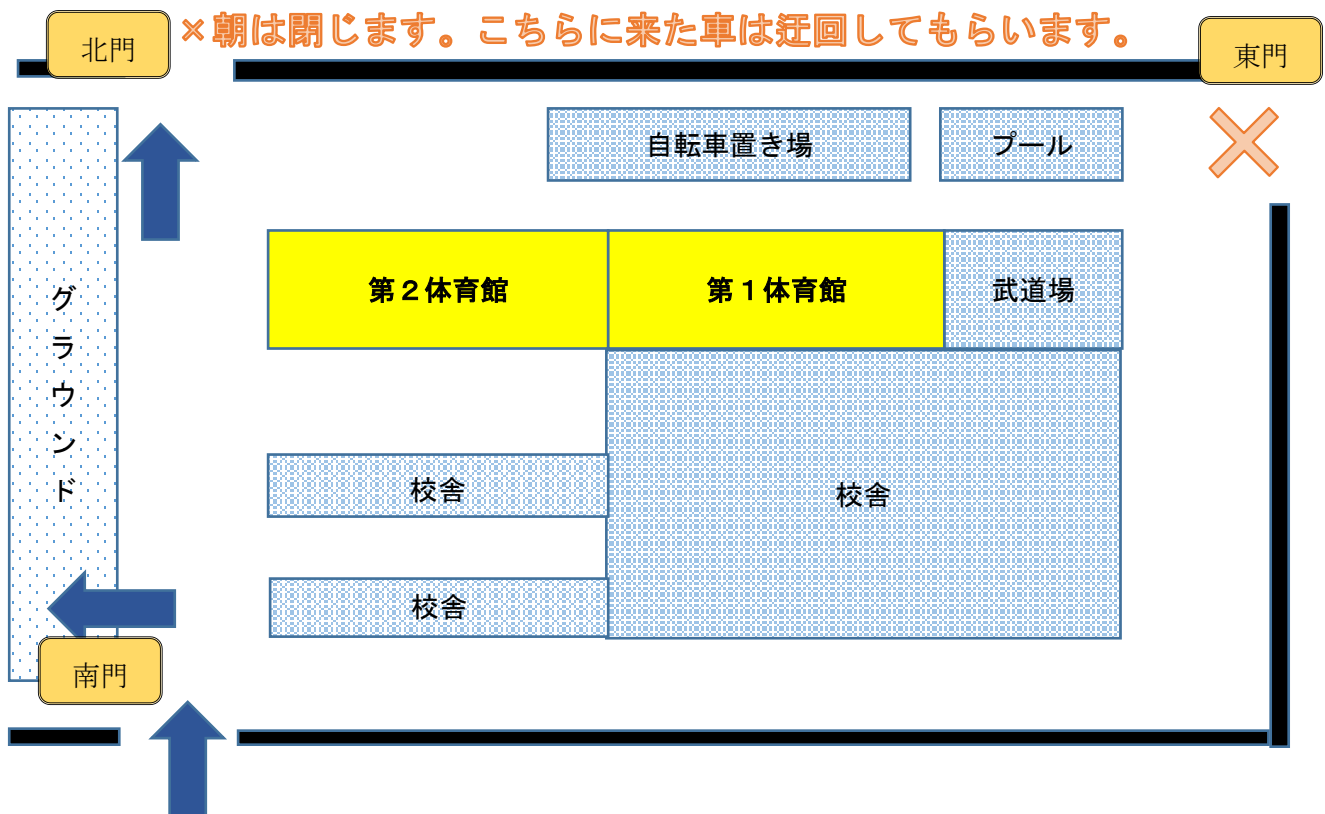 ×朝は閉じます。こちらに来た車は迂回してもらいます。
北門
東門
自転車置き場
プール
第２体育館
第１体育館
武道場
グラウンド
校舎
校舎
校舎
南門